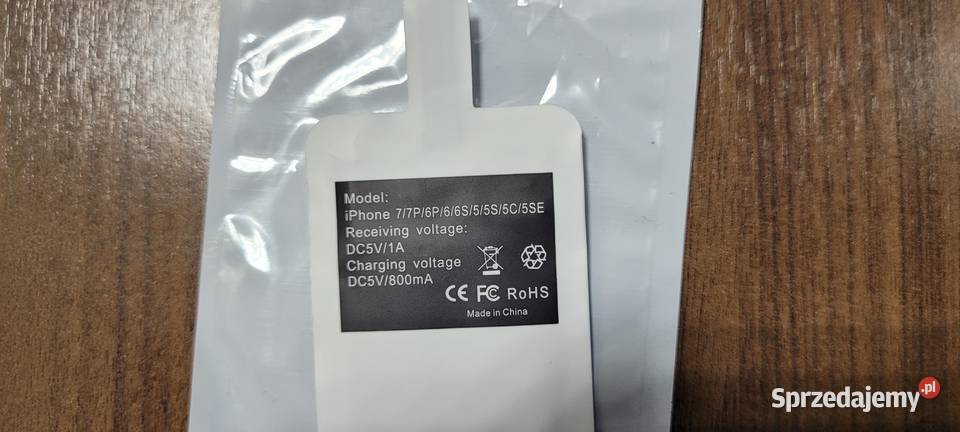 Model:
iPhone 7/7P/6P/6/6S/5/5S/5C/5SE
Receiving voltage:
DC5V/1A
Charging voltage
DC5V/800mA
CE FC RoHS
Made in China
Sprzedajemy.pl